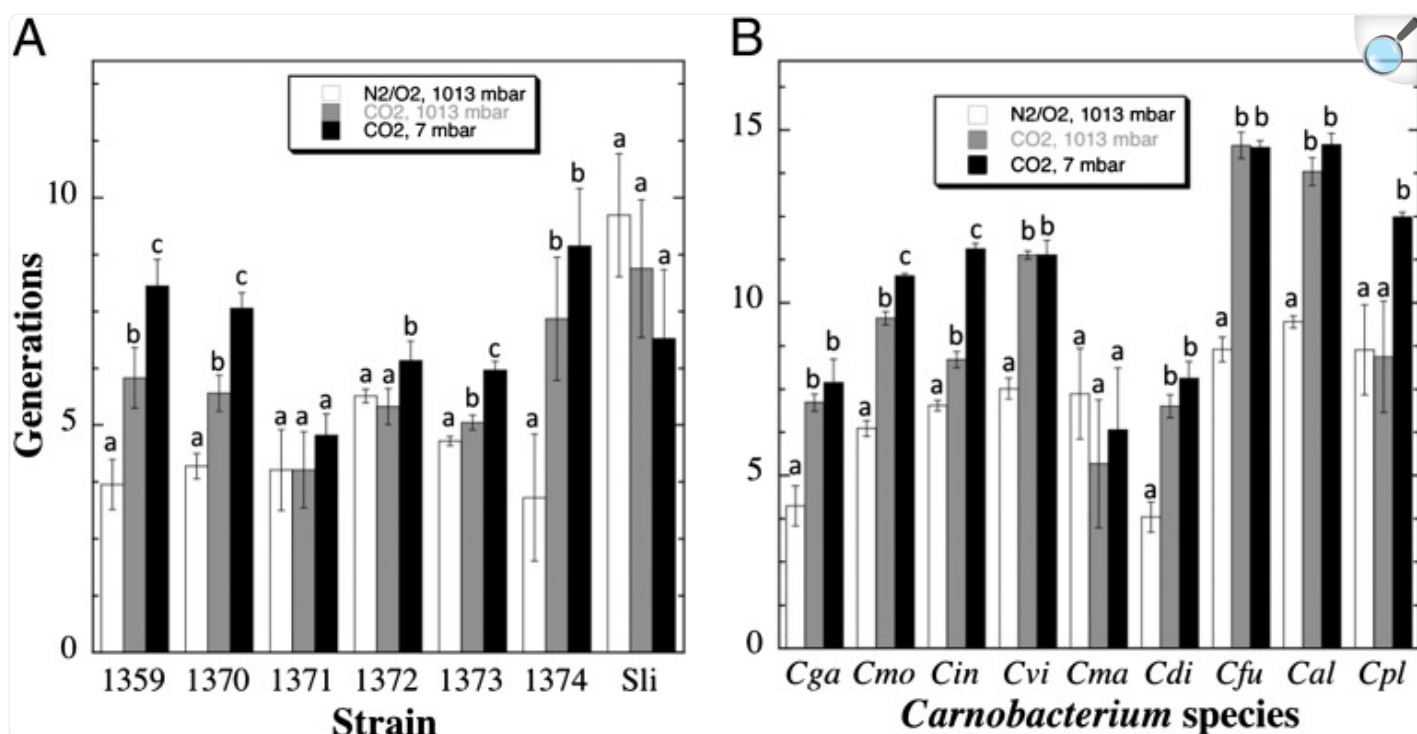 A
N2/O2, 1013 mbar
CO2, 1013 mbar
CO2, 7 mbar
Generations
10
5
0
a b c
a b c
a a a
a a b
a b c
a b b
a a a
1359 1370 1371 1372 1373 1374 Sli
Strain
B
N2/O2, 1013 mbar
CO2, 1013 mbar
CO2, 7 mbar
15
10
5
0
a b b
a b c
a b c
a b b
a a a
a b b
a b b
a b b
a a b
Cga Cmo Cin Cvi Cma Cdi Cfu Cal Cpl
Carnobacterium species